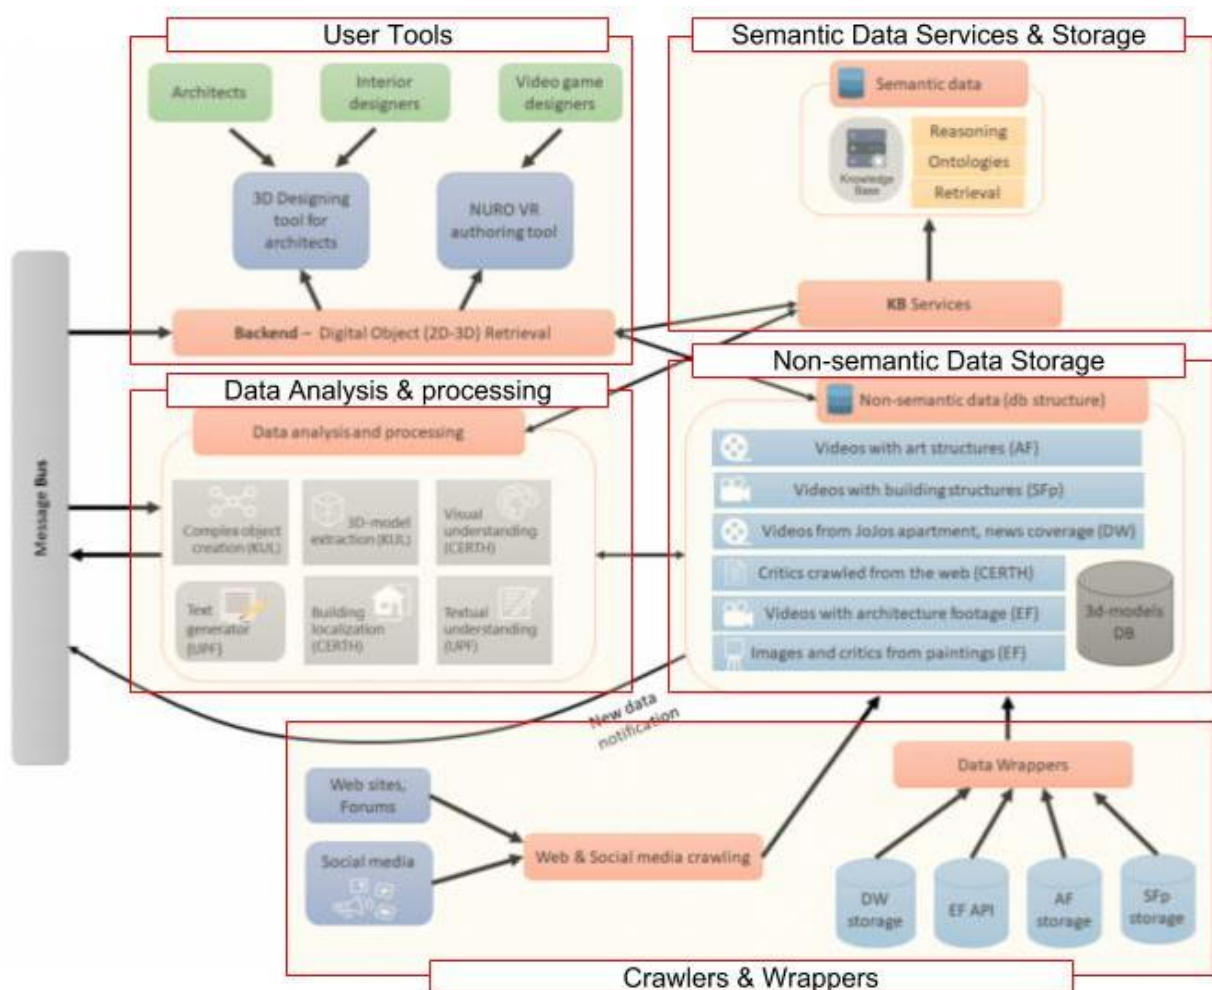 User Tools
Architects
Interior
designers
Video game
designers
3D Designing
tool for
architects
NURO VR
authoring tool
Backend – Digital Object (2D-3D) Retrieval
Semantic Data Services & Storage
Semantic data
Knowledge
Base
Reasoning
Ontologies
Retrieval
KB Services
Message Bus
Data Analysis & processing
Data analysis and processing
Complex object
creation (KUL)
3D-model
extraction (KUL)
Visual
understanding
(CERTH)
Text
generator
(UPF)
Building
localization
(CERTH)
Textual
understanding
(UPF)
Non-semantic Data Storage
Non-semantic data (db structure)
Videos with art structures (AF)
Videos with building structures (SFp)
Videos from JoJos apartment, news coverage (DW)
Critics crawled from the web (CERTH)
Videos with architecture footage (EF)
Images and critics from paintings (EF)
3d-models
DB
New data
notification
Web sites,
Forums
Social media
Web & Social media crawling
Data Wrappers
DW
storage
EF API
AF
storage
SFp
storage
Crawlers & Wrappers